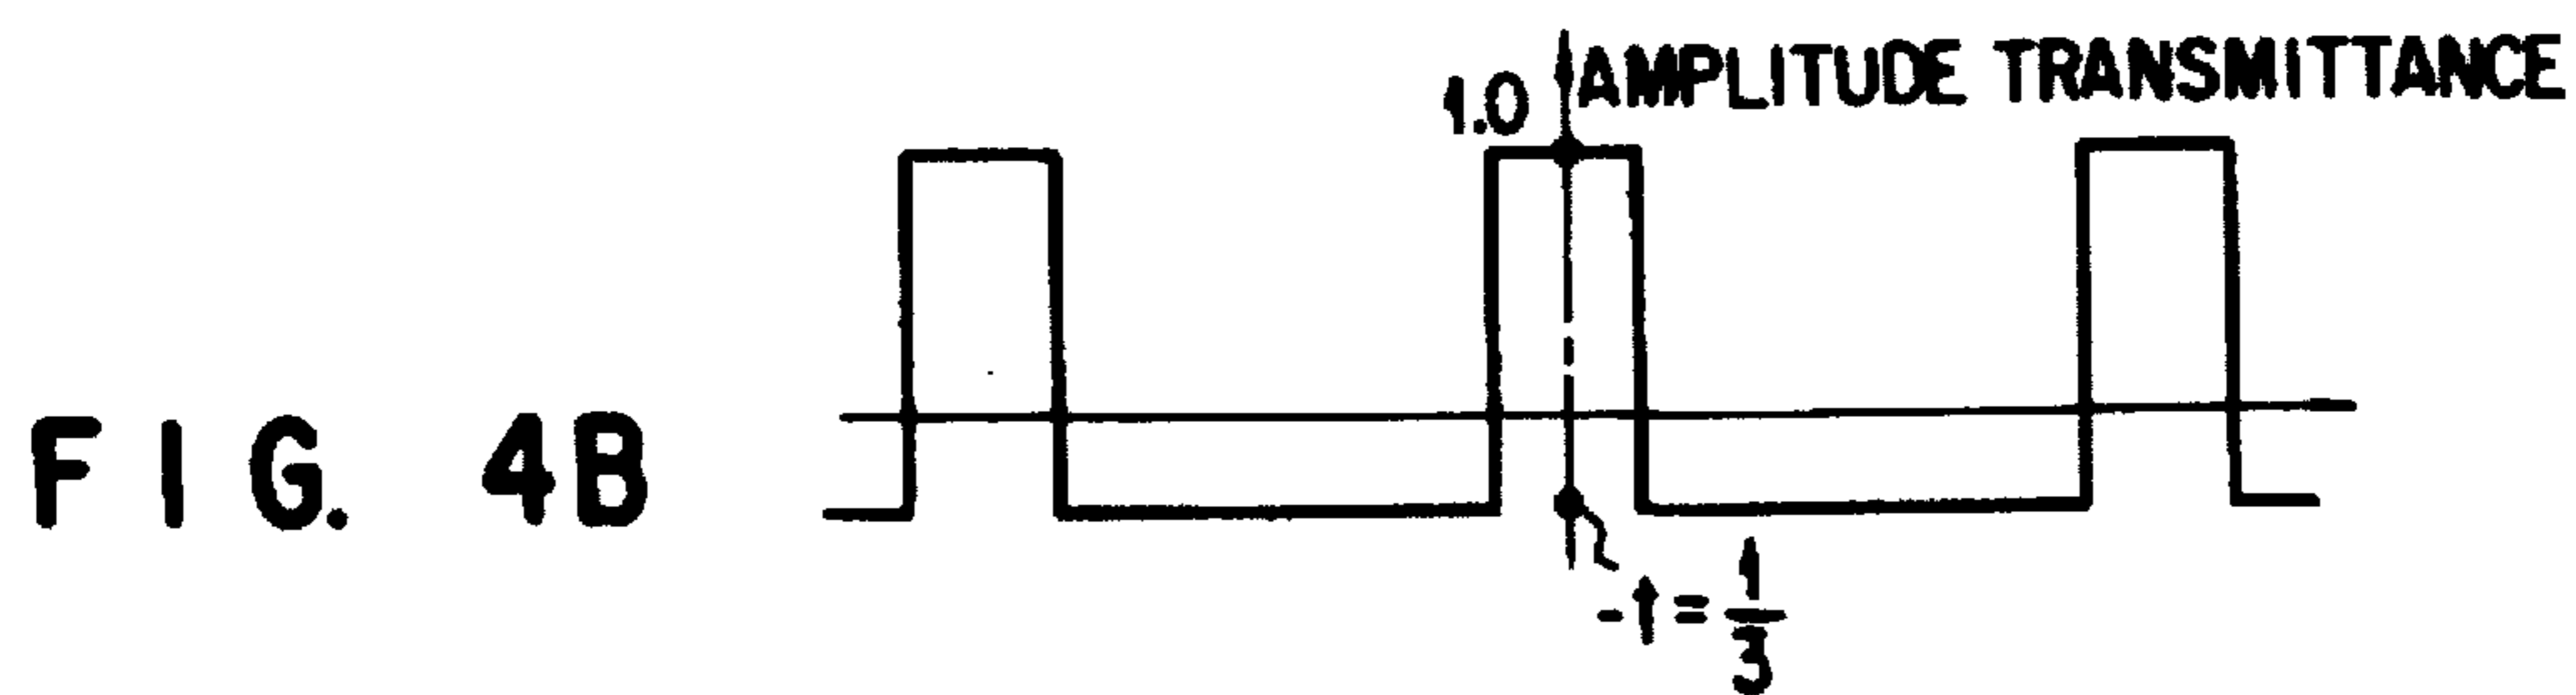 AMPLITUDE TRANSMITTANCE
1.0
FIG. 4B
-t = 1/3